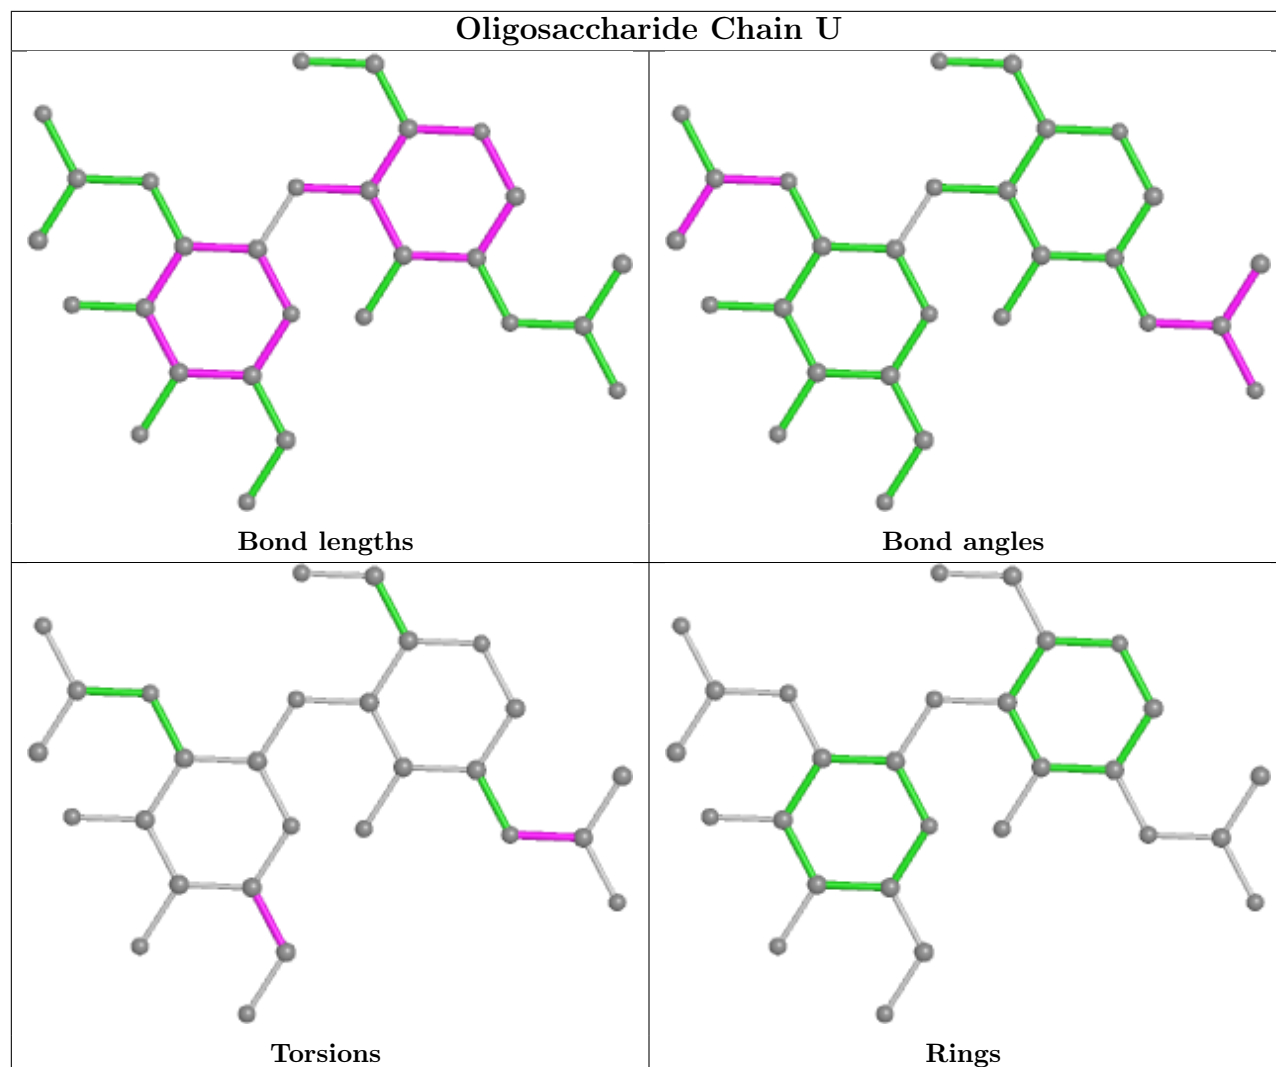 Oligosaccharide Chain U
Bond lengths
Bond angles
Torsions
Rings